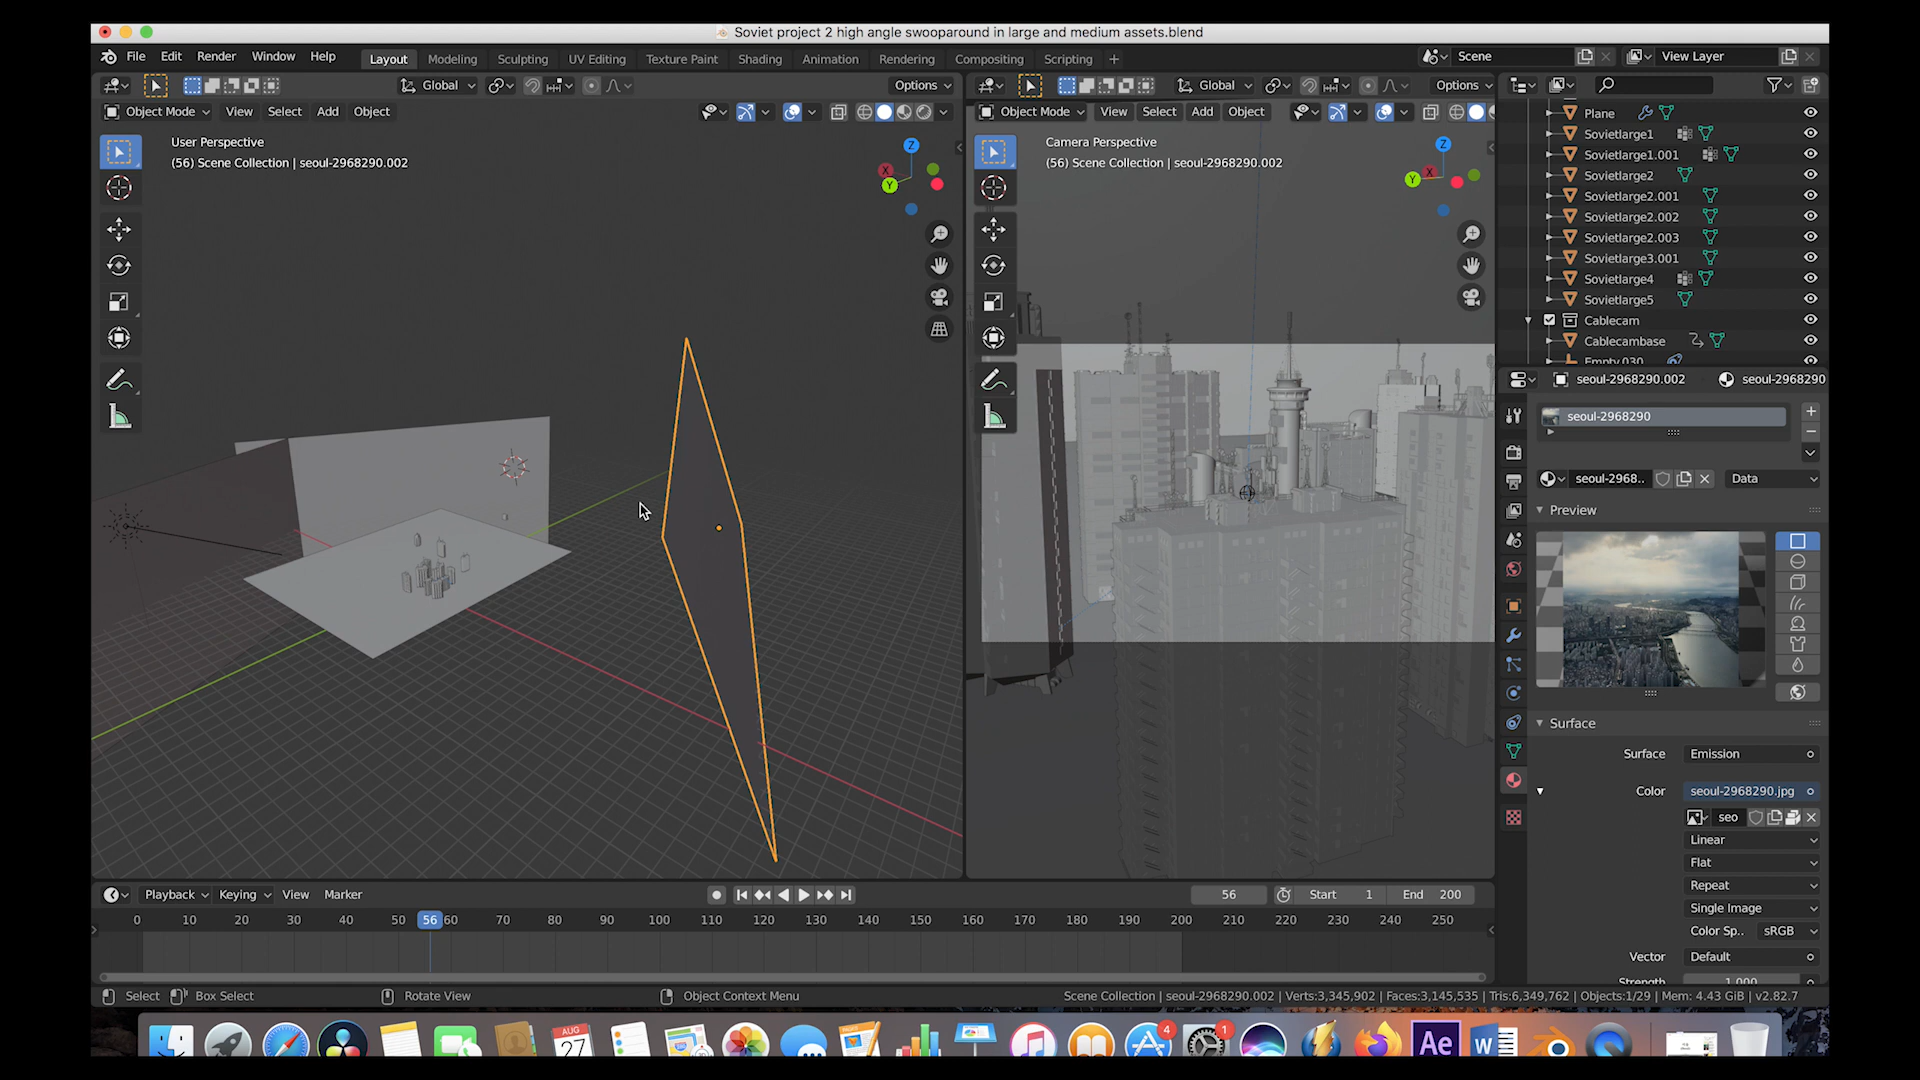 Soviet project 2 high angle swooparound in large and medium assets.blend
File Edit Render Window Help Layout Modeling Sculpting UV Editing Texture Paint Shading Animation Rendering Compositing Scripting + Scene View Layer
Global Options
Global Options
Object Mode View Select Add Object
Object Mode View Select Add Object
User Perspective
(56) Scene Collection | seoul-2968290.002
Z
X
Y
Camera Perspective
(56) Scene Collection | seoul-2968290.002
Z
X
Y
Plane
Sovietlarge1
Sovietlarge1.001
Sovietlarge2
Sovietlarge2.001
Sovietlarge2.002
Sovietlarge2.003
Sovietlarge3.001
Sovietlarge4
Sovietlarge5
Cablecam
Cablecambase
Empty.030
seoul-2968290.002 seoul-2968290
seoul-2968290
seoul-2968.. Data
Preview
Surface
Surface Emission
Color seoul-2968290.jpg
seo
Linear
Flat
Repeat
Single Image
Color Sp.. sRGB
Vector Default
Strength 1.000
Playback Keying View Marker 56 Start 1 End 200
0 10 20 30 40 50 56 60 70 80 90 100 110 120 130 140 150 160 170 180 190 200 210 220 230 240 250
Select Box Select Rotate View Object Context Menu Scene Collection | seoul-2968290.002 | Verts:3,345,902 | Faces:3,145,535 | Tris:6,349,762 | Objects:1/29 | Mem: 4.43 GiB | v2.82.7
AUG
27
PAGES
4
1
Ae
W